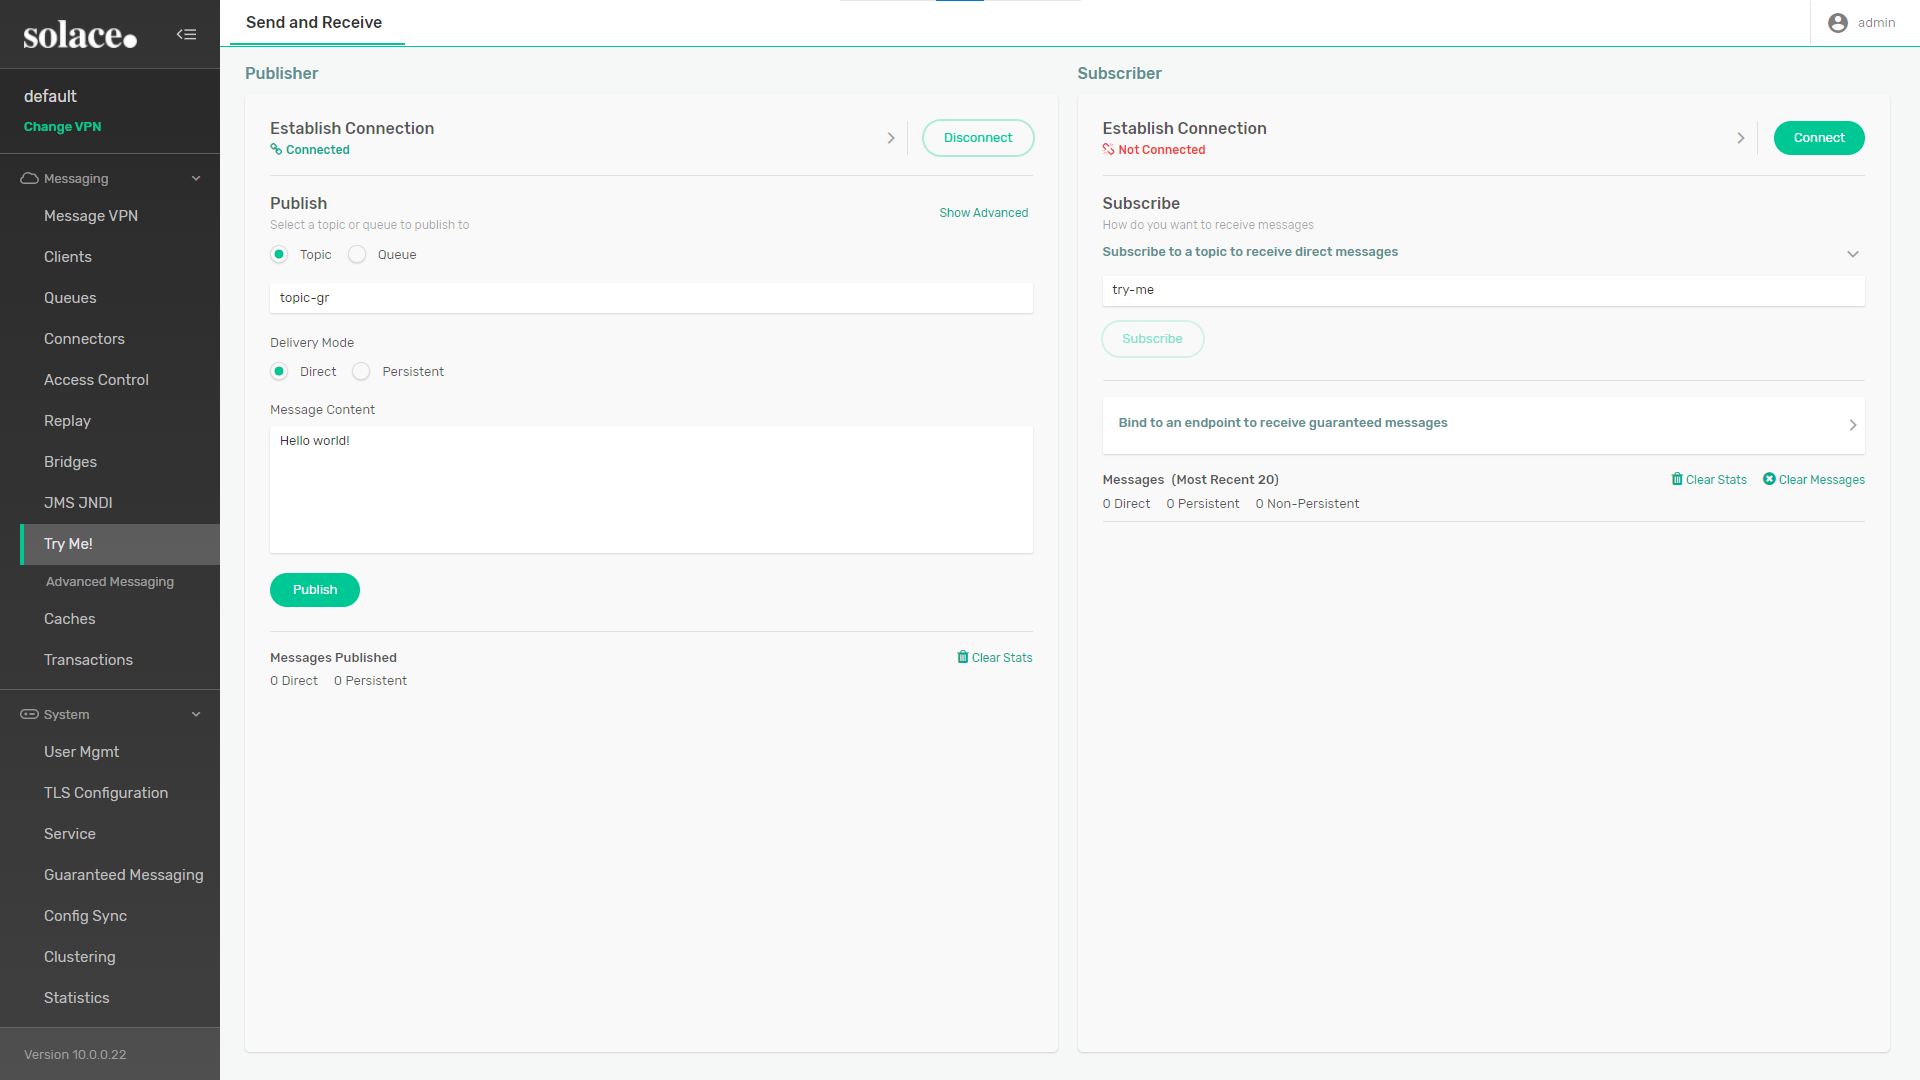 solace.
default
Change VPN
Messaging
Message VPN
Clients
Queues
Connectors
Access Control
Replay
Bridges
JMS JNDI
Try Me!
Advanced Messaging
Caches
Transactions
System
User Mgmt
TLS Configuration
Service
Guaranteed Messaging
Config Sync
Clustering
Statistics
Version 10.0.0.22
Send and Receive
admin
Publisher
Establish Connection
Connected
Disconnect
Publish
Select a topic or queue to publish to
Show Advanced
Topic Queue
topic-gr
Delivery Mode
Direct Persistent
Message Content
Hello world!
Publish
Messages Published
Clear Stats
0 Direct 0 Persistent
Subscriber
Establish Connection
Not Connected
Connect
Subscribe
How do you want to receive messages
Subscribe to a topic to receive direct messages
try-me
Subscribe
Bind to an endpoint to receive guaranteed messages
Messages (Most Recent 20)
Clear Stats Clear Messages
0 Direct 0 Persistent 0 Non-Persistent